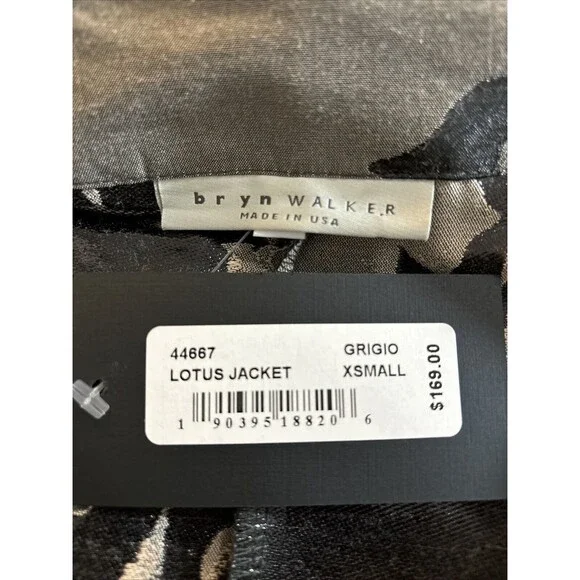 bryn WALKER
MADE IN USA
44667 GRIGIO
LOTUS JACKET XSMALL
$169.00
1 90395 18820 6